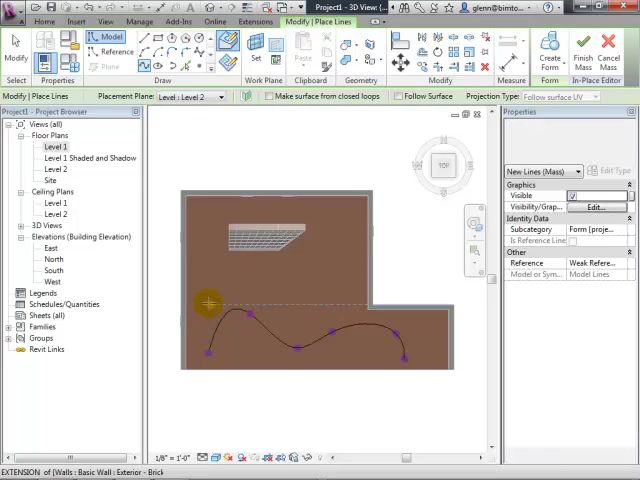 Project1 - 3D View: {...
glenn@bimto...
Home
Insert
View
Manage
Add-Ins
Online
Extensions
Modify | Place Lines
Modify
Model
Reference
Plane
Set
Paste
Create Form
Finish Mass
Cancel Mass
Select
Properties
Draw
Work Plane
Clipboard
Geometry
Modify
Measure
Form
In-Place Editor
Modify | Place Lines
Placement Plane:
Level : Level 2
Make surface from closed loops
Follow Surface
Projection Type:
Follow surface UV
Project1 - Project Browser
Views (all)
Floor Plans
Level 1
Level 1 Shaded and Shadow
Level 2
Site
Ceiling Plans
Level 1
Level 2
3D Views
Elevations (Building Elevation)
East
North
South
West
Legends
Schedules/Quantities
Sheets (all)
Families
Groups
Revit Links
TOP
Properties
New Lines (Mass)
Edit Type
Graphics
Visible
Visibility/Grap...
Edit...
Identity Data
Subcategory
Form [proje...
Is Reference Line
Other
Reference
Weak Refere...
Model or Sym...
Model Lines
1/8" = 1'-0"
EXTENSION of [Walls : Basic Wall : Exterior - Brick